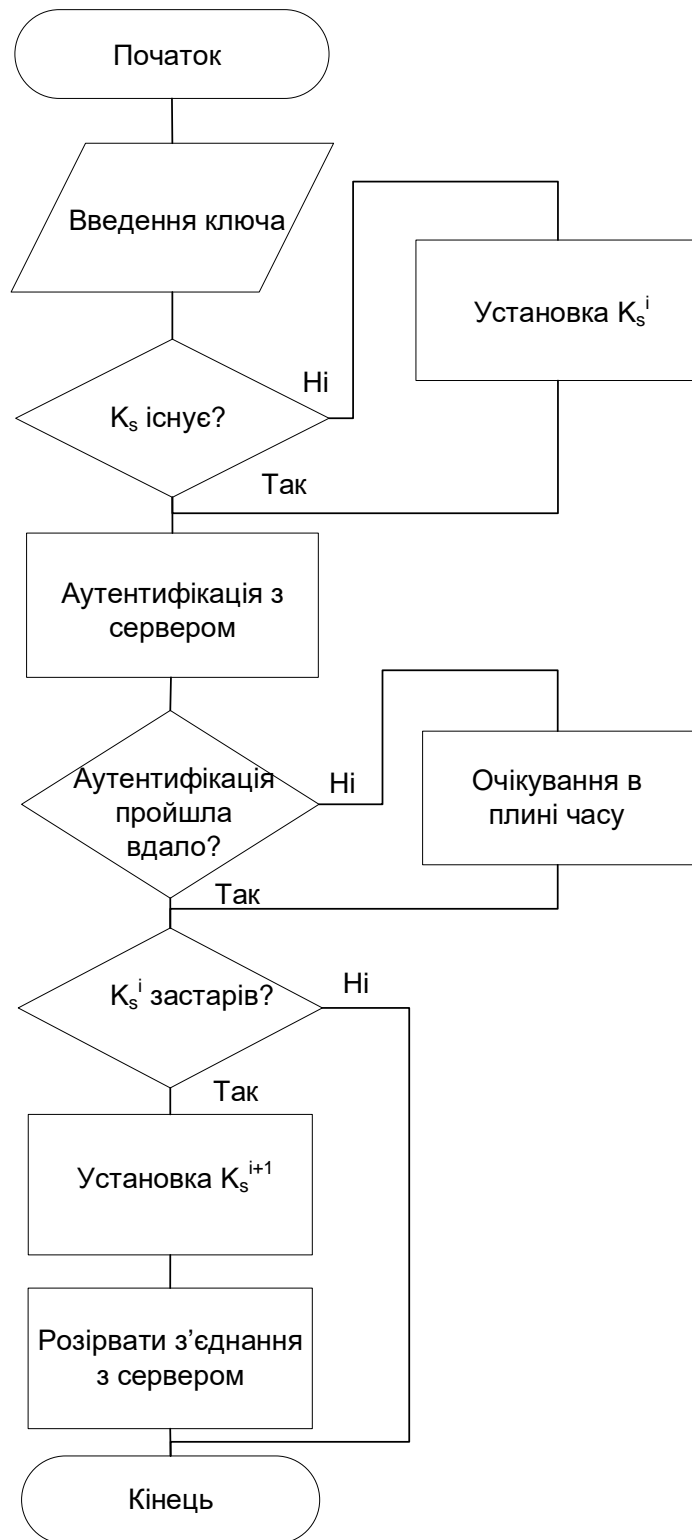 Початок
Введення ключа
Установка Kₛⁱ
Ні
Kₛ існує?
Так
Аутентифікація з
сервером
Аутентифікація
пройшла
вдало?
Ні
Очікування в
плині часу
Так
Kₛⁱ застарів?
Ні
Так
Установка Kₛⁱ⁺¹
Розірвати з’єднання
з сервером
Кінець